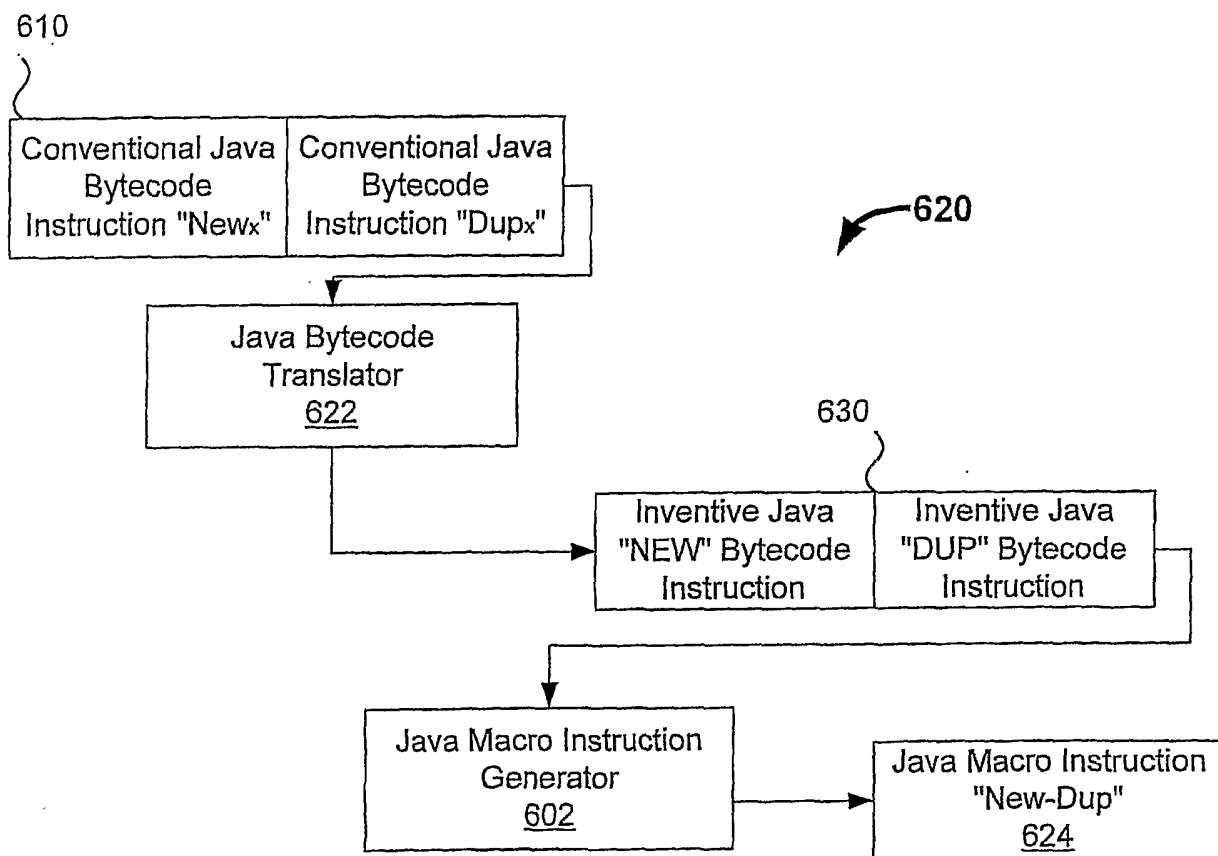 610
Conventional Java
Bytecode
Instruction "Newx"
Conventional Java
Bytecode
Instruction "Dupx"
620
Java Bytecode
Translator
622
630
Inventive Java
"NEW" Bytecode
Instruction
Inventive Java
"DUP" Bytecode
Instruction
Java Macro Instruction
Generator
602
Java Macro Instruction
"New-Dup"
624